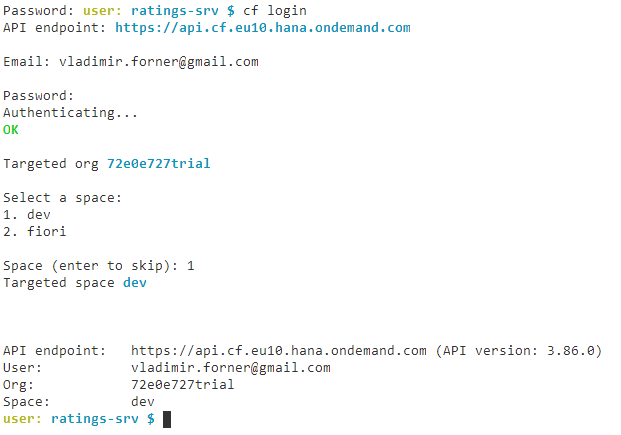 Password: user: ratings-srv $ cf login
API endpoint: https://api.cf.eu10.hana.ondemand.com
Email: vladimir.forner@gmail.com
Password:
Authenticating...
OK
Targeted org 72e0e727trial
Select a space:
1. dev
2. fiori
Space (enter to skip): 1
Targeted space dev
API endpoint:   https://api.cf.eu10.hana.ondemand.com (API version: 3.86.0)
User:           vladimir.forner@gmail.com
Org:            72e0e727trial
Space:          dev
user: ratings-srv $